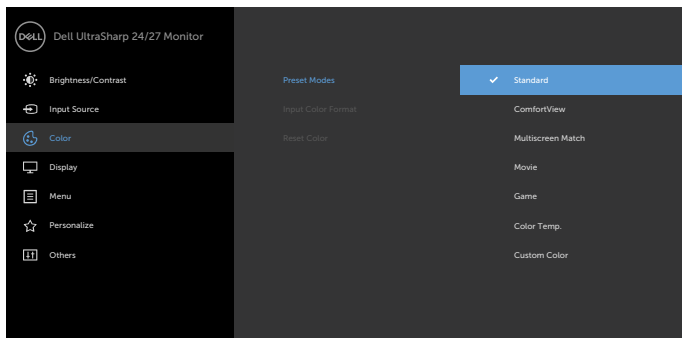 DELL Dell UltraSharp 24/27 Monitor
Brightness/Contrast Preset Modes Standard
Input Source Input Color Format ComfortView
Color Reset Color Multiscreen Match
Display Movie
Menu Game
Personalize Color Temp.
Others Custom Color